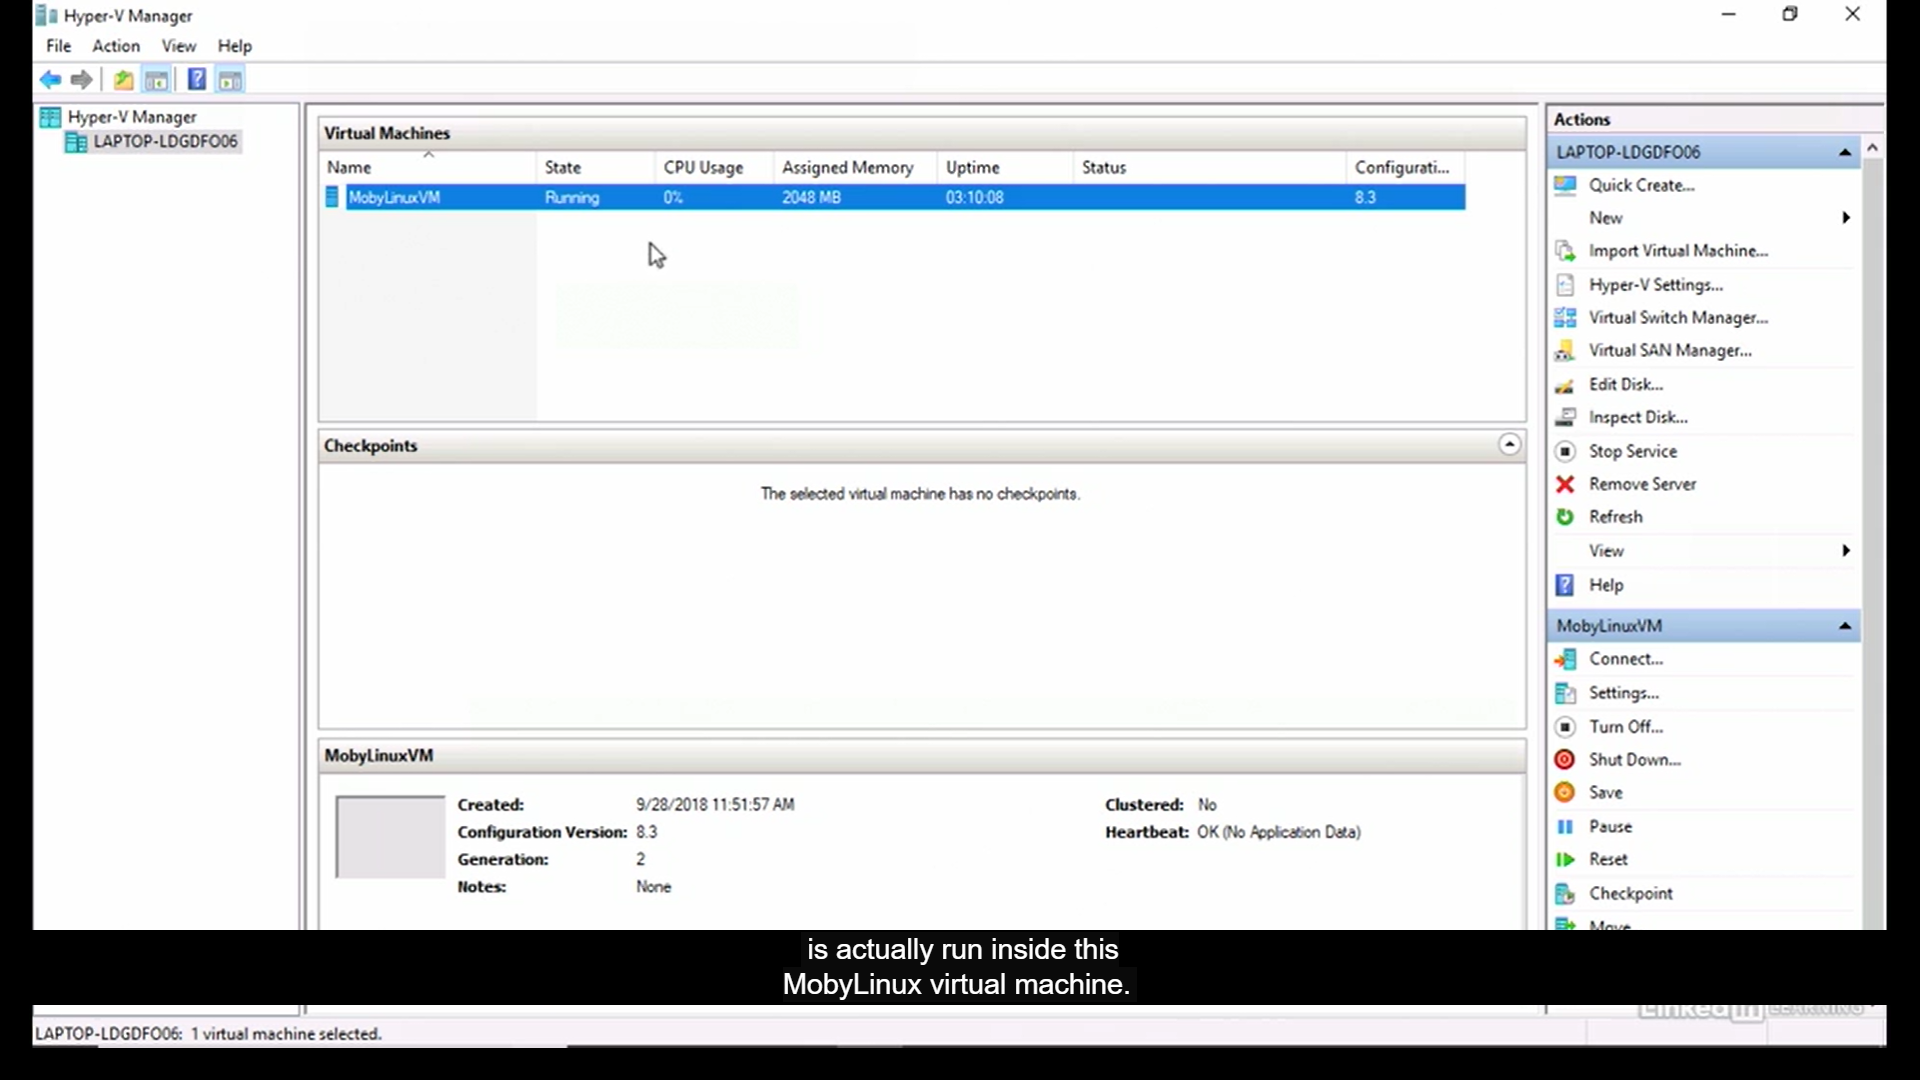 Hyper-V Manager
File Action View Help
Hyper-V Manager
LAPTOP-LDGDFO06
Virtual Machines
Name State CPU Usage Assigned Memory Uptime Status Configurati...
MobyLinuxVM Running 0% 2048 MB 03:10:08 8.3
Checkpoints
The selected virtual machine has no checkpoints.
MobyLinuxVM
Created: 9/28/2018 11:51:57 AM Clustered: No
Configuration Version: 8.3 Heartbeat: OK (No Application Data)
Generation: 2
Notes: None
Actions
LAPTOP-LDGDFO06
Quick Create...
New
Import Virtual Machine...
Hyper-V Settings...
Virtual Switch Manager...
Virtual SAN Manager...
Edit Disk...
Inspect Disk...
Stop Service
Remove Server
Refresh
View
Help
MobyLinuxVM
Connect...
Settings...
Turn Off...
Shut Down...
Save
Pause
Reset
Checkpoint
Move
is actually run inside this
MobyLinux virtual machine.
LinkedIn LEARNING
LAPTOP-LDGDFO06: 1 virtual machine selected.